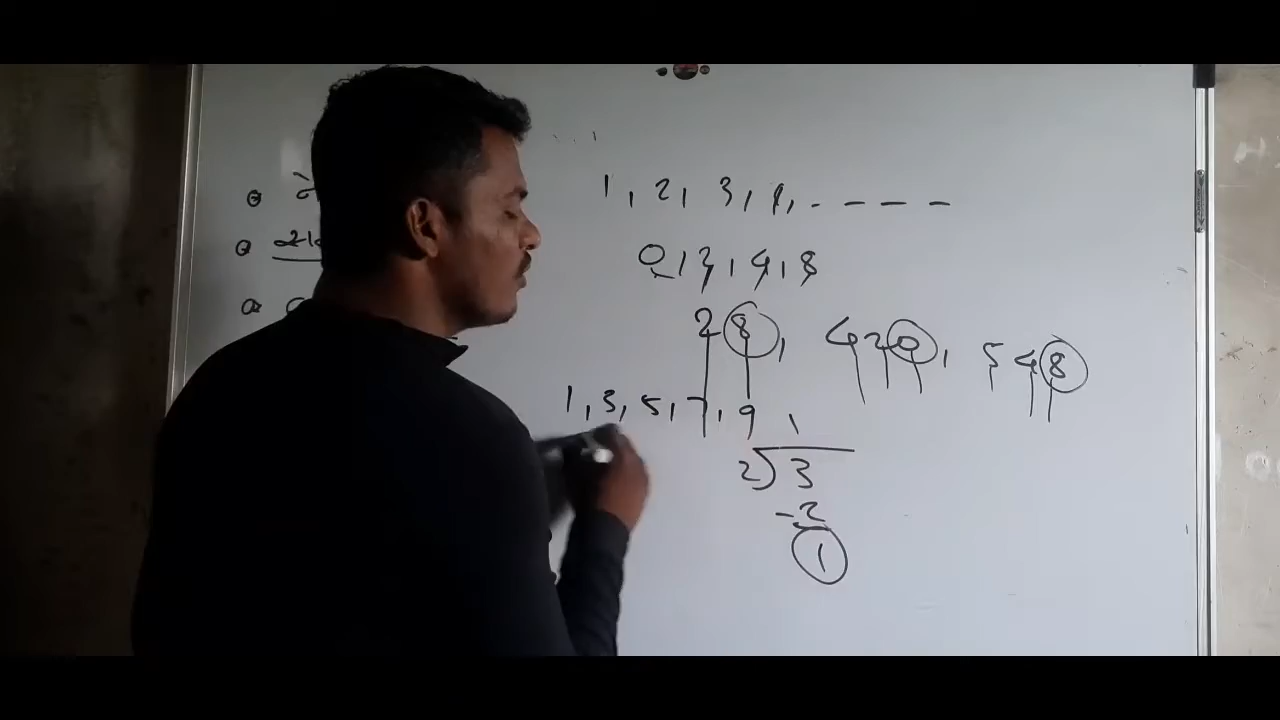 1, 2, 3, 4, - - - - -
0, 2, 4, 8
28, 420, 548
1, 3, 5, 7, 9
1
2) 3
-2
1